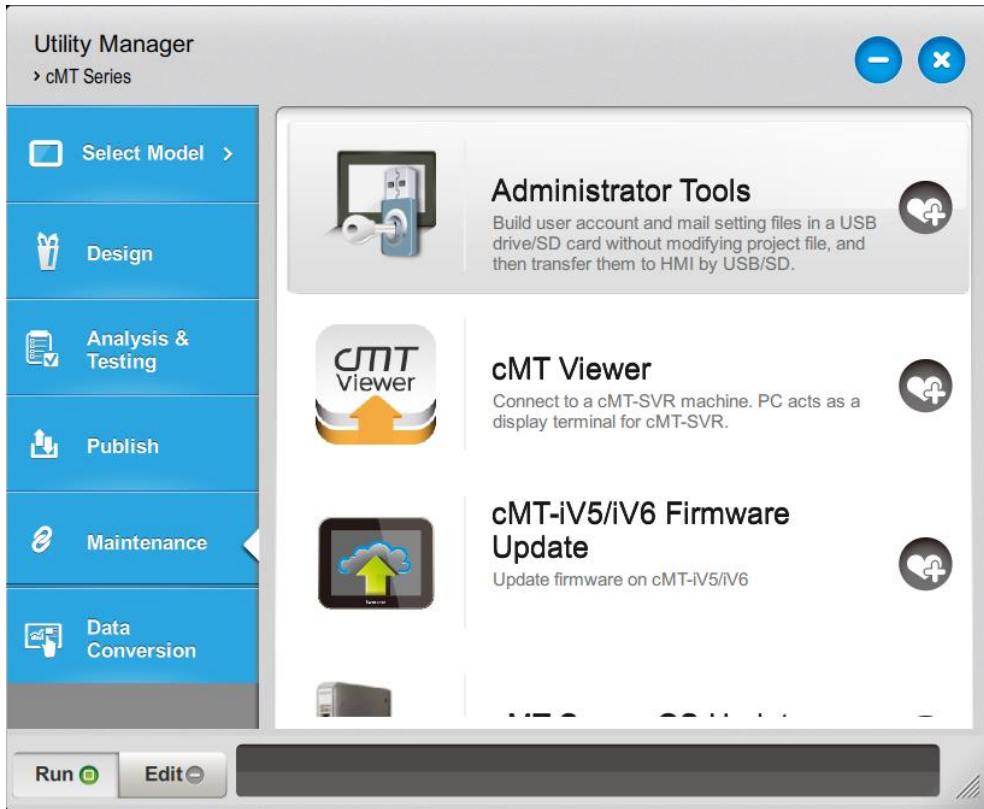 Utility Manager
› cMT Series
Select Model >
Design
Analysis &
Testing
Publish
Maintenance
Data
Conversion
Administrator Tools
Build user account and mail setting files in a USB
drive/SD card without modifying project file, and
then transfer them to HMI by USB/SD.
cMT
Viewer
cMT Viewer
Connect to a cMT-SVR machine. PC acts as a
display terminal for cMT-SVR.
cMT-iV5/iV6 Firmware
Update
Update firmware on cMT-iV5/iV6
Run
Edit